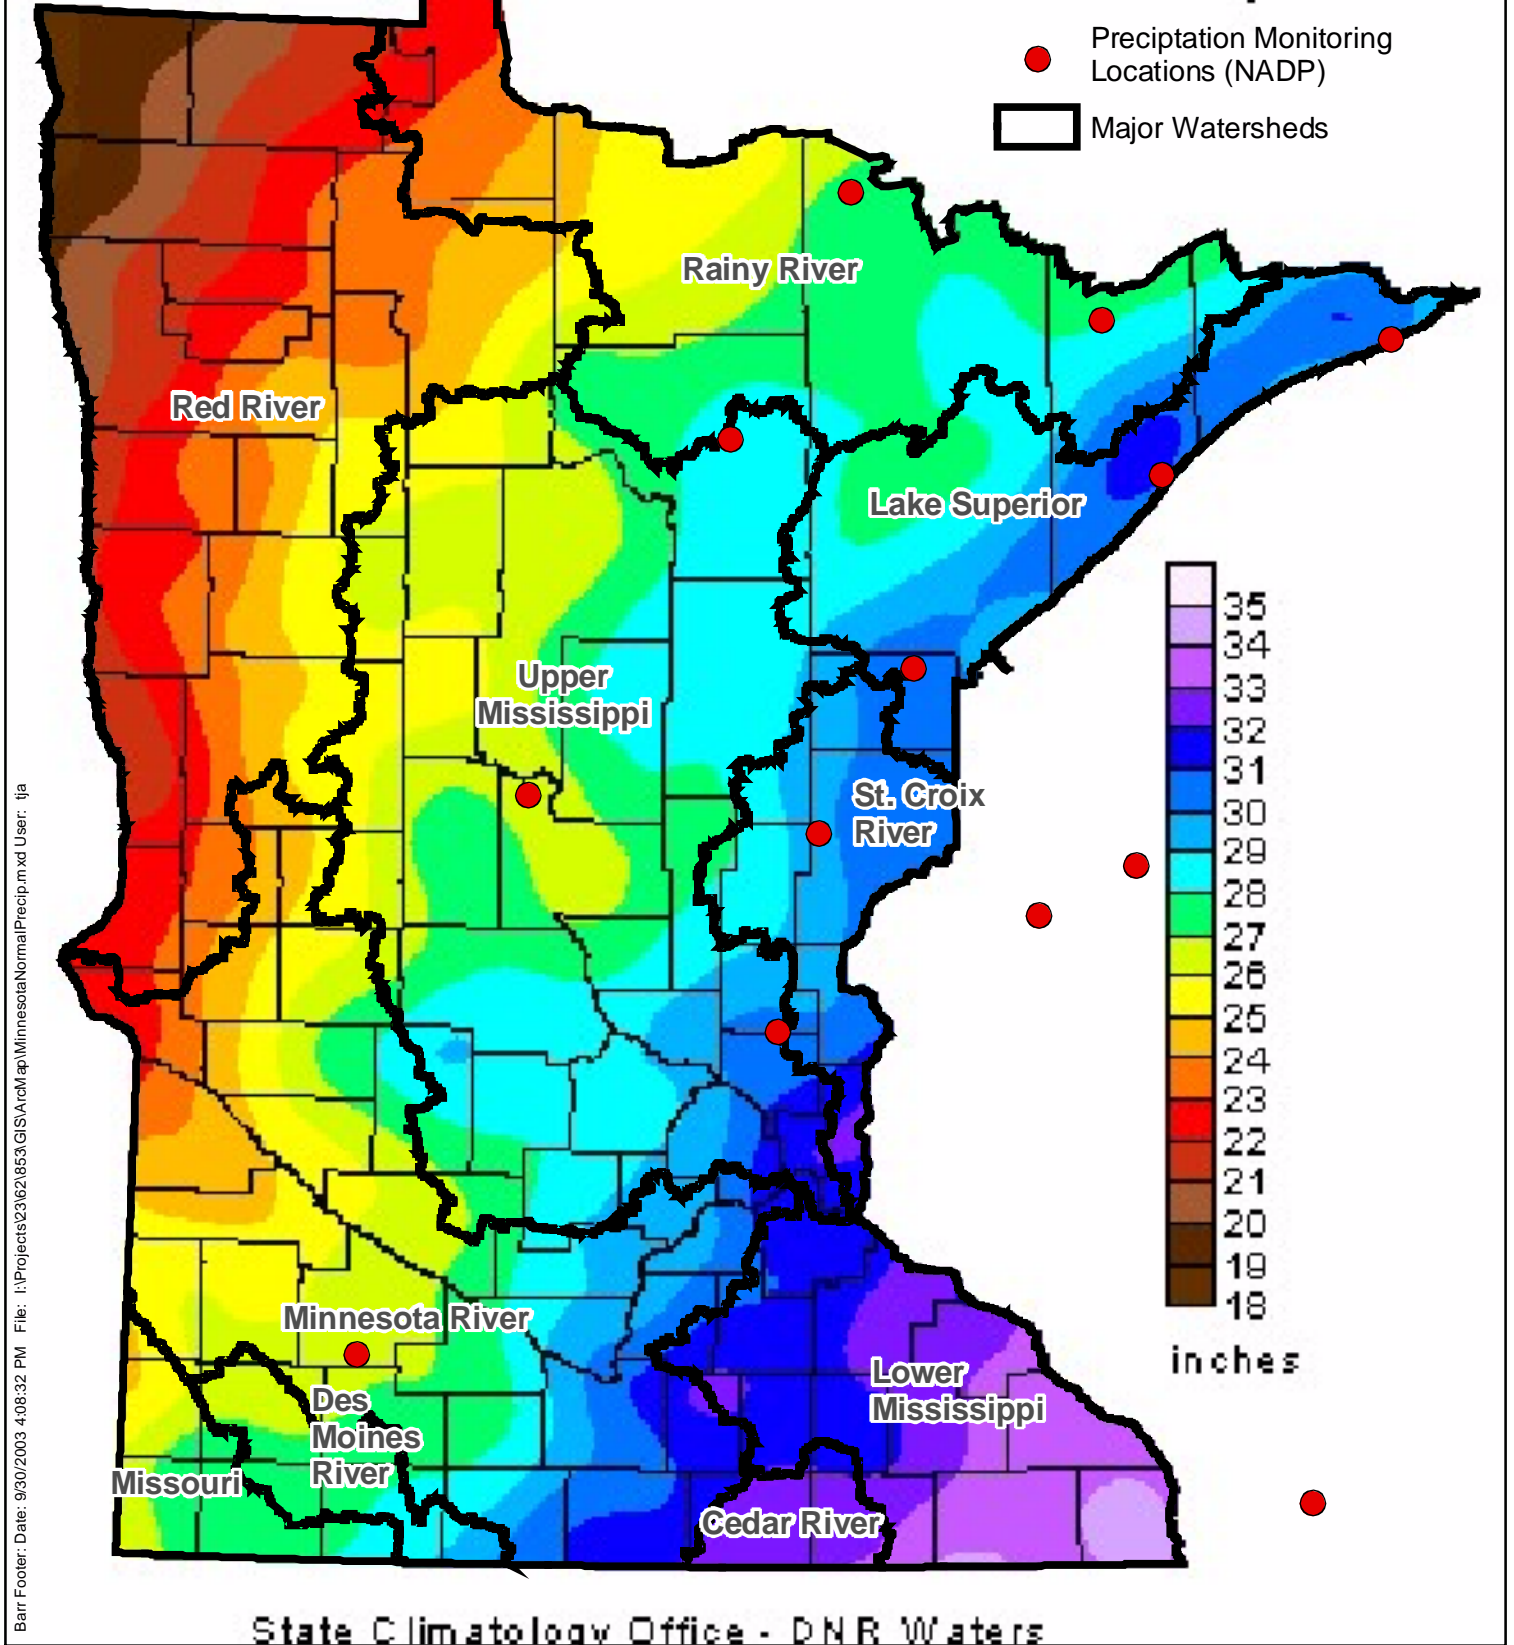 Preciptation Monitoring
Locations (NADP)
Major Watersheds
Rainy River
Red River
Lake Superior
Upper
Mississippi
St. Croix
River
Minnesota River
Des
Moines
River
Missouri
Lower
Mississippi
Cedar River
35
34
33
32
31
30
29
28
27
26
25
24
23
22
21
20
19
18
inches
State Climatology Office - DNR Waters
Barr Footer: Date: 9/30/2003 4:08:32 PM File: I:\Projects\23\62\853\GIS\ArcMap\MinnesotaNormalPrecip.mxd User: tja